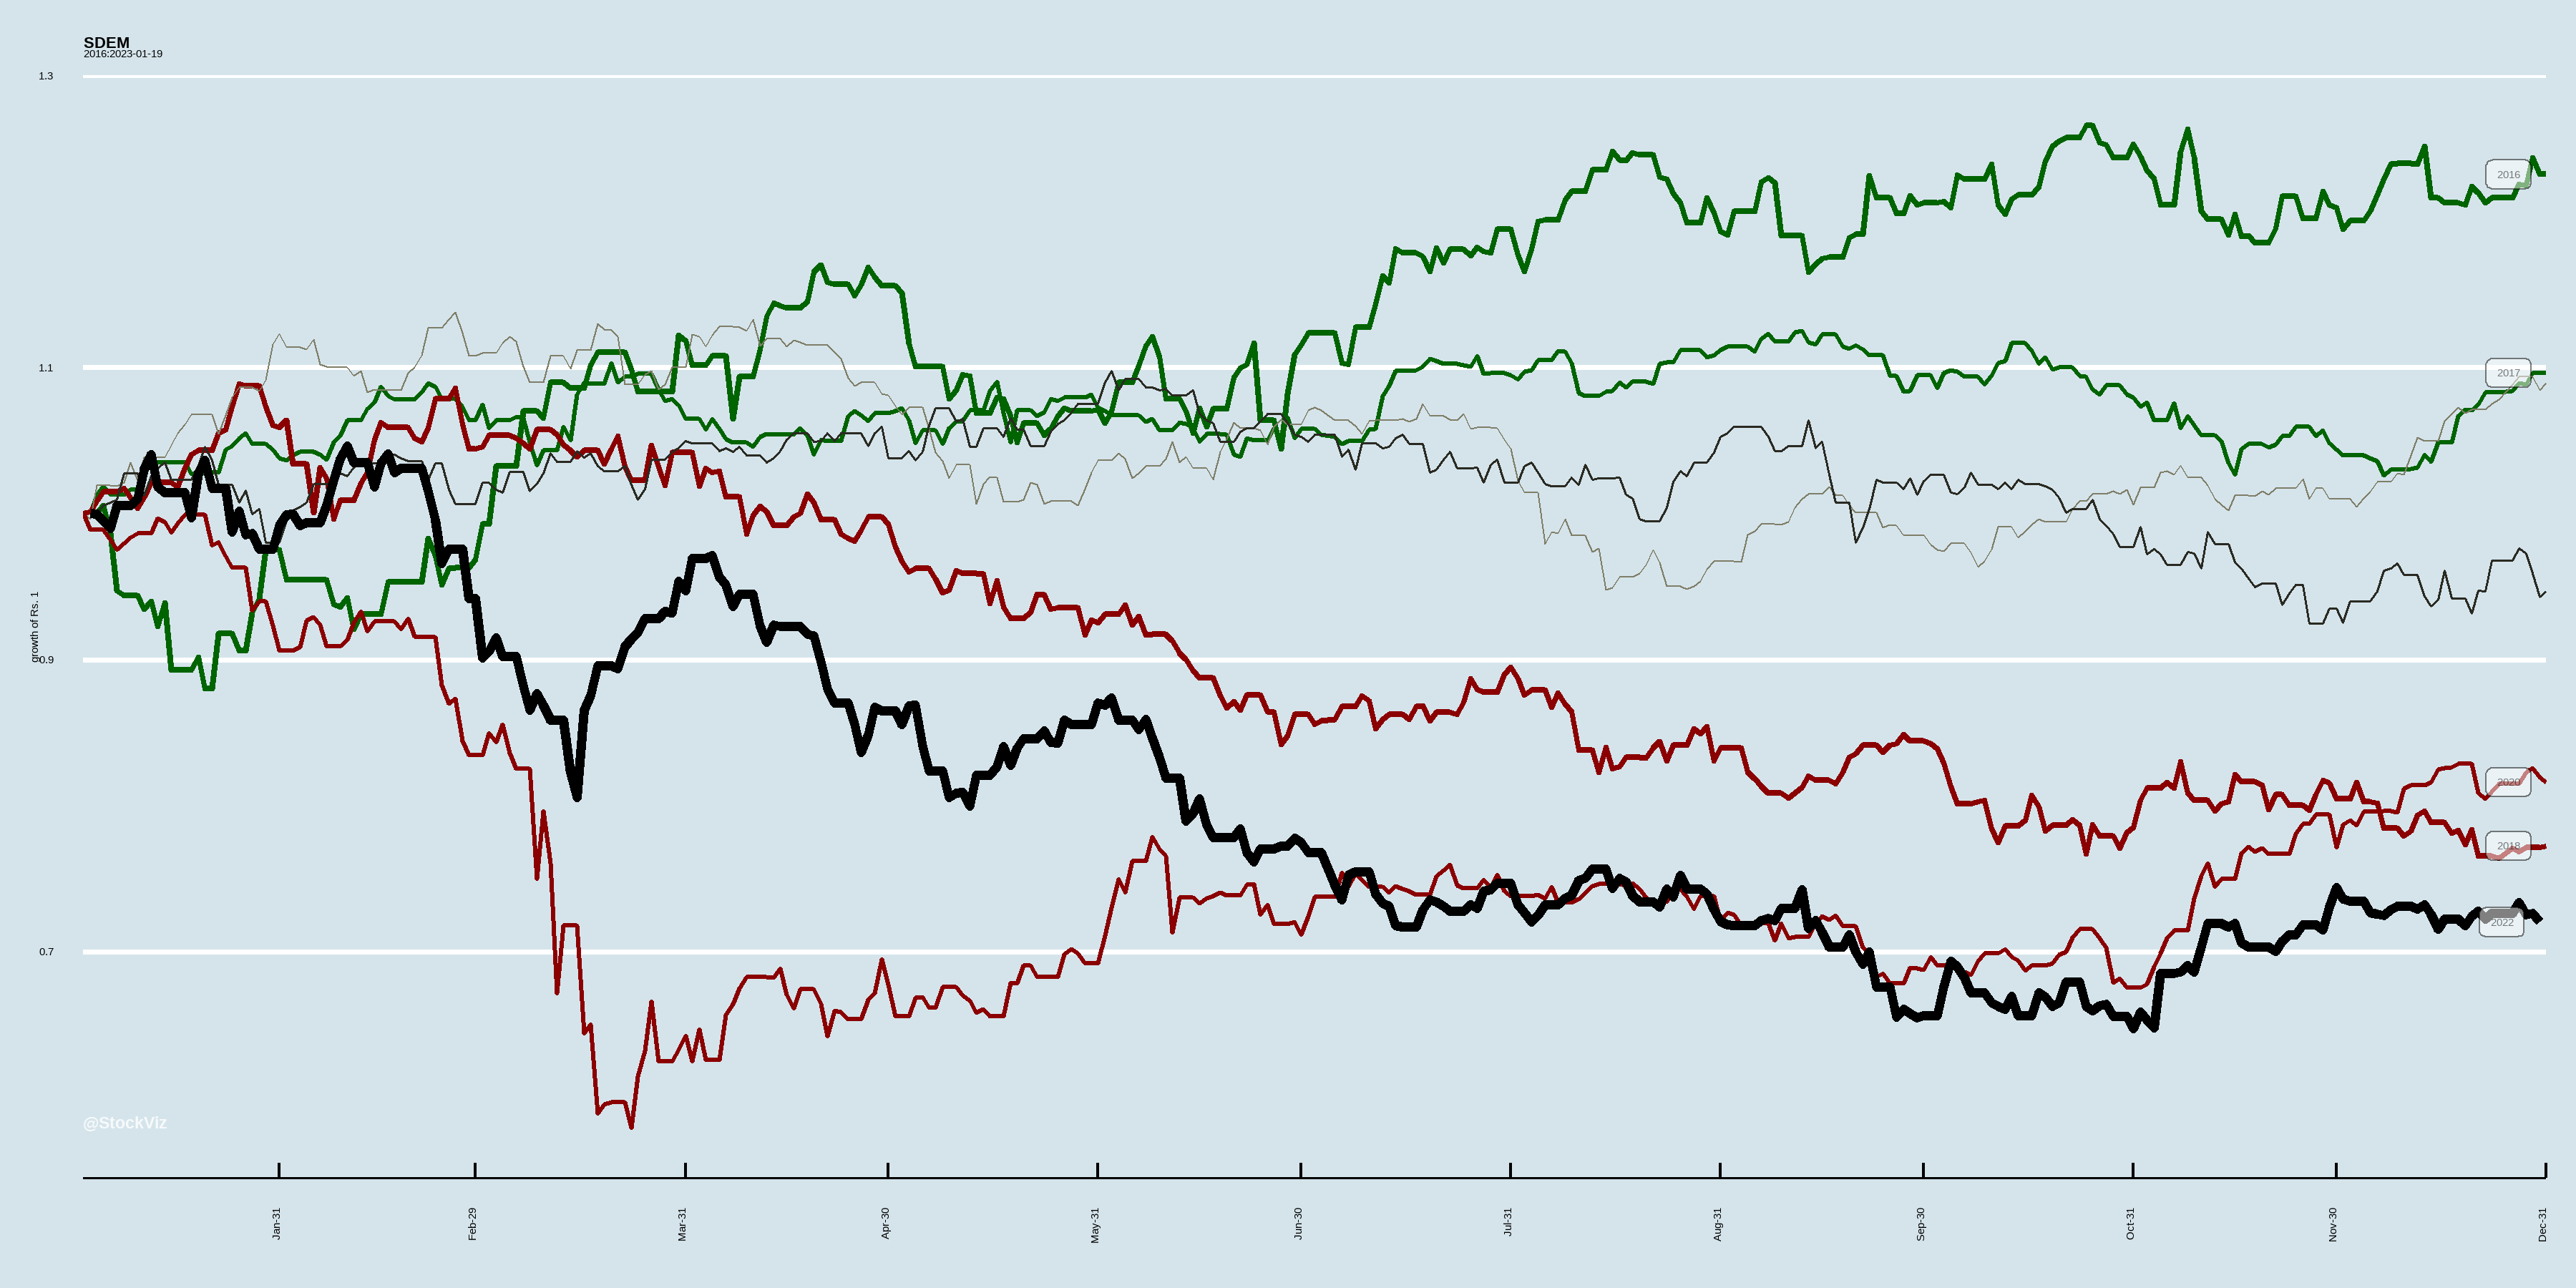 SDEM
2016:2023-01-19
1.3
1.1
0.9
0.7
growth of Rs. 1
2016
2017
2020
2018
2022
@StockViz
Jan-31
Feb-29
Mar-31
Apr-30
May-31
Jun-30
Jul-31
Aug-31
Sep-30
Oct-31
Nov-30
Dec-31